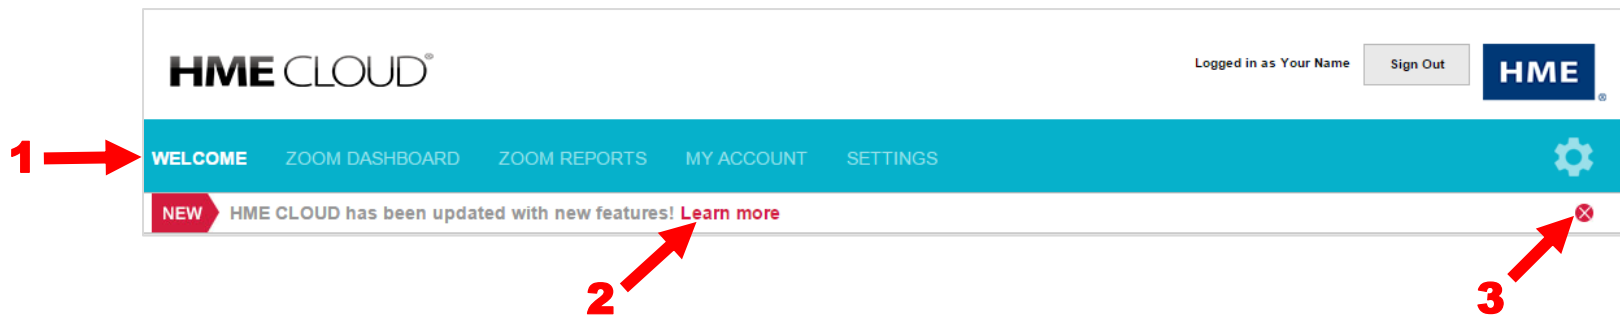 HME CLOUD®
Logged in as Your Name
Sign Out
HME®
1
WELCOME ZOOM DASHBOARD ZOOM REPORTS MY ACCOUNT SETTINGS
NEW HME CLOUD has been updated with new features! Learn more
2
3